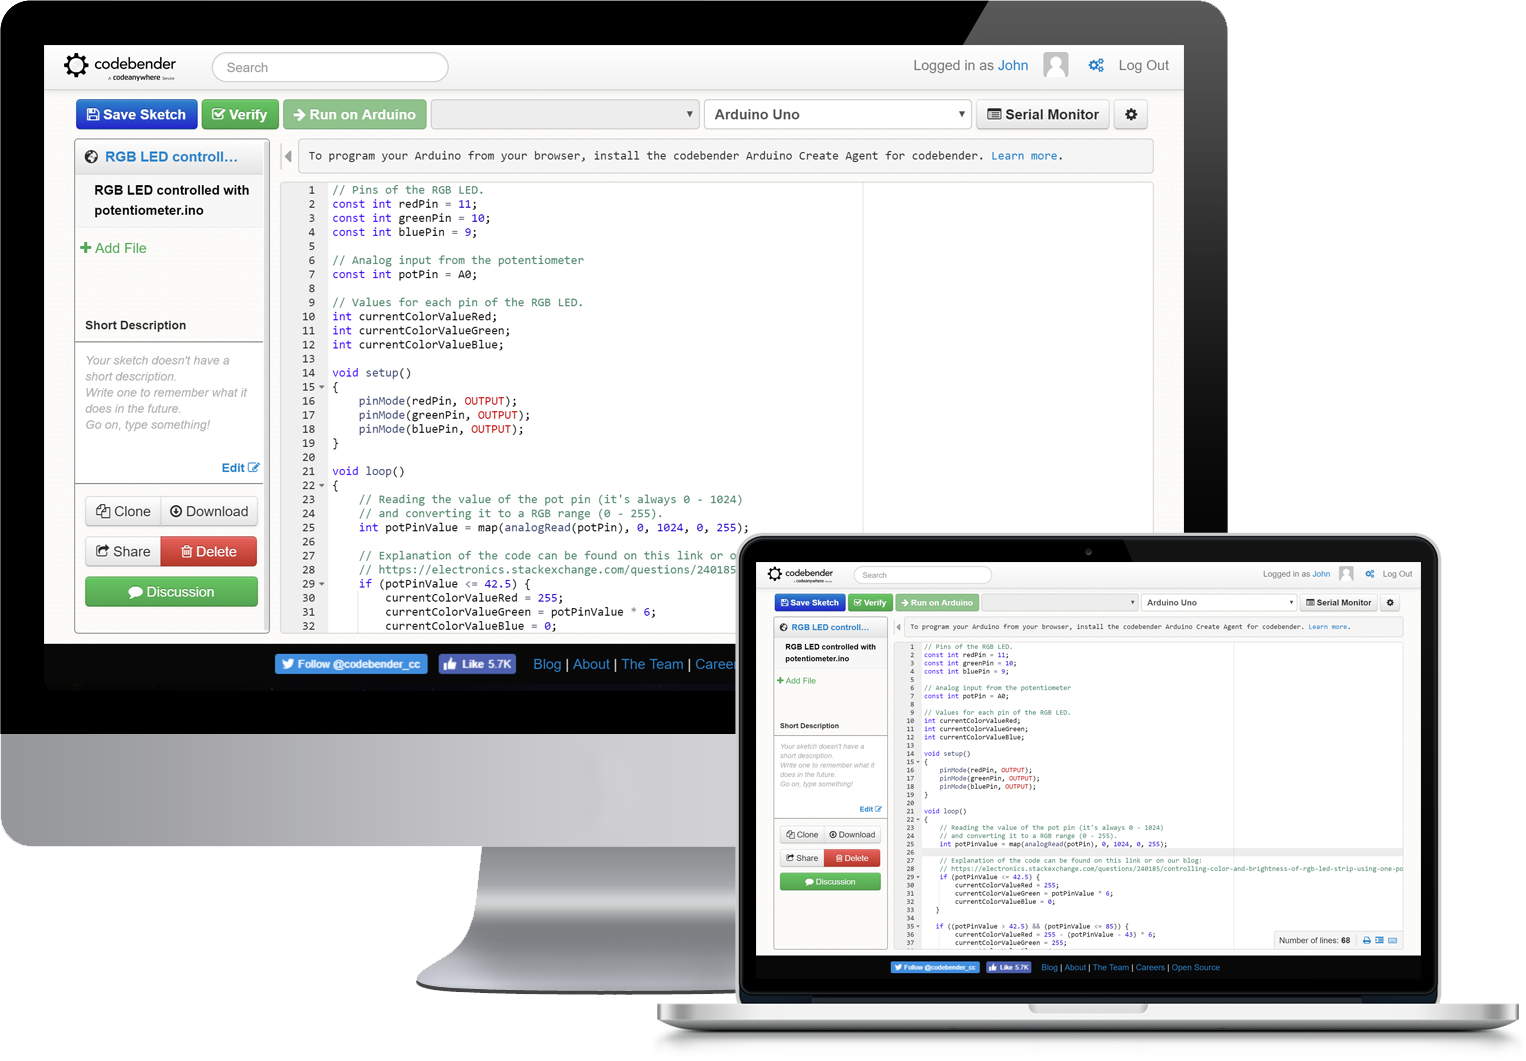 codebender
A codeanywhere Service
Search
Logged in as John
Log Out
Save Sketch
Verify
Run on Arduino
Arduino Uno
Serial Monitor
RGB LED controll...
To program your Arduino from your browser, install the codebender Arduino Create Agent for codebender. Learn more.
RGB LED controlled with
potentiometer.ino
Add File
Short Description
Your sketch doesn't have a
short description.
Write one to remember what it
does in the future.
Go on, type something!
Edit
Clone
Download
Share
Delete
Discussion
1 // Pins of the RGB LED.
2 const int redPin = 11;
3 const int greenPin = 10;
4 const int bluePin = 9;
5
6 // Analog input from the potentiometer
7 const int potPin = A0;
8
9 // Values for each pin of the RGB LED.
10 int currentColorValueRed;
11 int currentColorValueGreen;
12 int currentColorValueBlue;
13
14 void setup()
15 {
16 pinMode(redPin, OUTPUT);
17 pinMode(greenPin, OUTPUT);
18 pinMode(bluePin, OUTPUT);
19 }
20
21 void loop()
22 {
23 // Reading the value of the pot pin (it's always 0 - 1024)
24 // and converting it to a RGB range (0 - 255).
25 int potPinValue = map(analogRead(potPin), 0, 1024, 0, 255);
26
27 // Explanation of the code can be found on this link or o
28 // https://electronics.stackexchange.com/questions/240185
29 if (potPinValue <= 42.5) {
30 currentColorValueRed = 255;
31 currentColorValueGreen = potPinValue * 6;
32 currentColorValueBlue = 0;
Follow @codebender_cc
Like 5.7K
Blog | About | The Team | Career
codebender
A codeanywhere Service
Search
Logged in as John
Log Out
Save Sketch
Verify
Run on Arduino
Arduino Uno
Serial Monitor
RGB LED controll...
To program your Arduino from your browser, install the codebender Arduino Create Agent for codebender. Learn more.
RGB LED controlled with
potentiometer.ino
Add File
Short Description
Your sketch doesn't have a
short description.
Write one to remember what it
does in the future.
Go on, type something!
Edit
Clone
Download
Share
Delete
Discussion
1 // Pins of the RGB LED.
2 const int redPin = 11;
3 const int greenPin = 10;
4 const int bluePin = 9;
5
6 // Analog input from the potentiometer
7 const int potPin = A0;
8
9 // Values for each pin of the RGB LED.
10 int currentColorValueRed;
11 int currentColorValueGreen;
12 int currentColorValueBlue;
13
14 void setup()
15 {
16 pinMode(redPin, OUTPUT);
17 pinMode(greenPin, OUTPUT);
18 pinMode(bluePin, OUTPUT);
19 }
20
21 void loop()
22 {
23 // Reading the value of the pot pin (it's always 0 - 1024)
24 // and converting it to a RGB range (0 - 255).
25 int potPinValue = map(analogRead(potPin), 0, 1024, 0, 255);
26
27 // Explanation of the code can be found on this link or on our blog:
28 // https://electronics.stackexchange.com/questions/240185/controlling-color-and-brightness-of-rgb-led-strip-using-one-po
29 if (potPinValue <= 42.5) {
30 currentColorValueRed = 255;
31 currentColorValueGreen = potPinValue * 6;
32 currentColorValueBlue = 0;
33 }
34
35 if ((potPinValue > 42.5) && (potPinValue <= 85)) {
36 currentColorValueRed = 255 - (potPinValue - 43) * 6;
37 currentColorValueGreen = 255;
Number of lines: 68
Follow @codebender_cc
Like 5.7K
Blog | About | The Team | Careers | Open Source